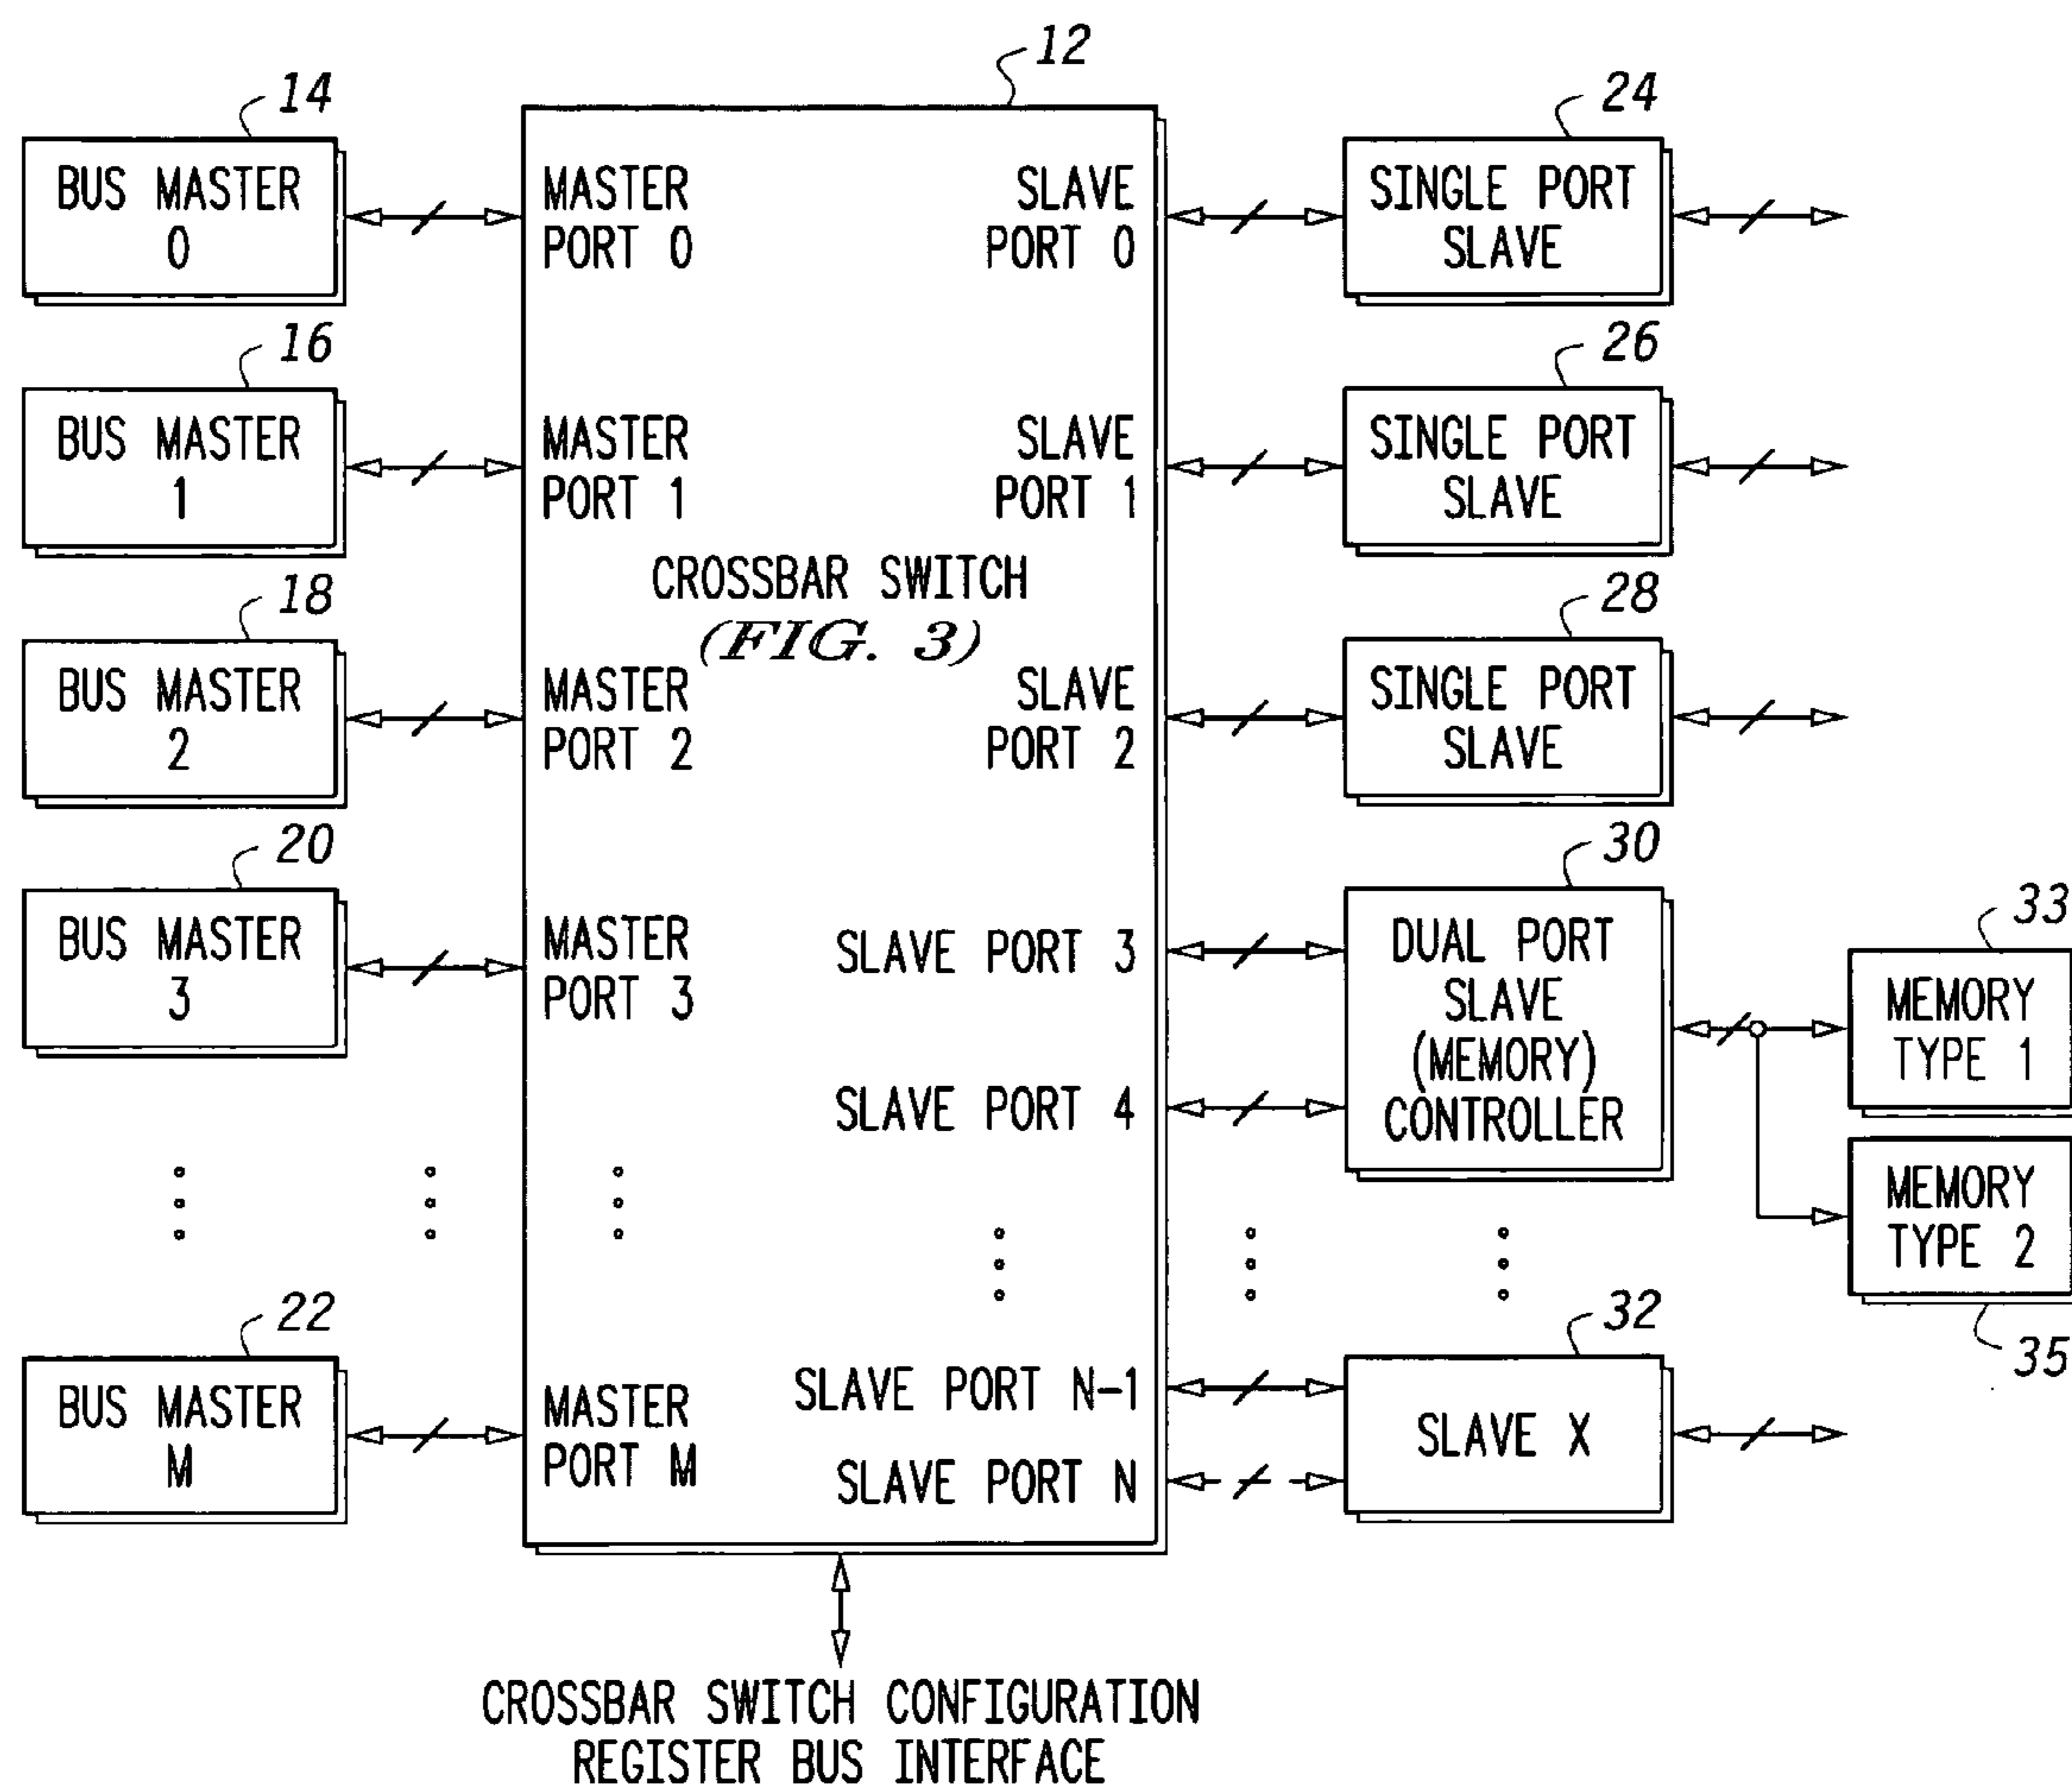 12
14
BUS MASTER
0
MASTER
PORT 0
SLAVE
PORT 0
24
SINGLE PORT
SLAVE
16
BUS MASTER
1
MASTER
PORT 1
SLAVE
PORT 1
26
SINGLE PORT
SLAVE
CROSSBAR SWITCH
(FIG. 3)
18
BUS MASTER
2
MASTER
PORT 2
SLAVE
PORT 2
28
SINGLE PORT
SLAVE
20
BUS MASTER
3
MASTER
PORT 3
SLAVE PORT 3
SLAVE PORT 4
30
DUAL PORT
SLAVE
(MEMORY)
CONTROLLER
33
MEMORY
TYPE 1
MEMORY
TYPE 2
35
22
BUS MASTER
M
MASTER
PORT M
SLAVE PORT N-1
SLAVE PORT N
32
SLAVE X
CROSSBAR SWITCH CONFIGURATION
REGISTER BUS INTERFACE